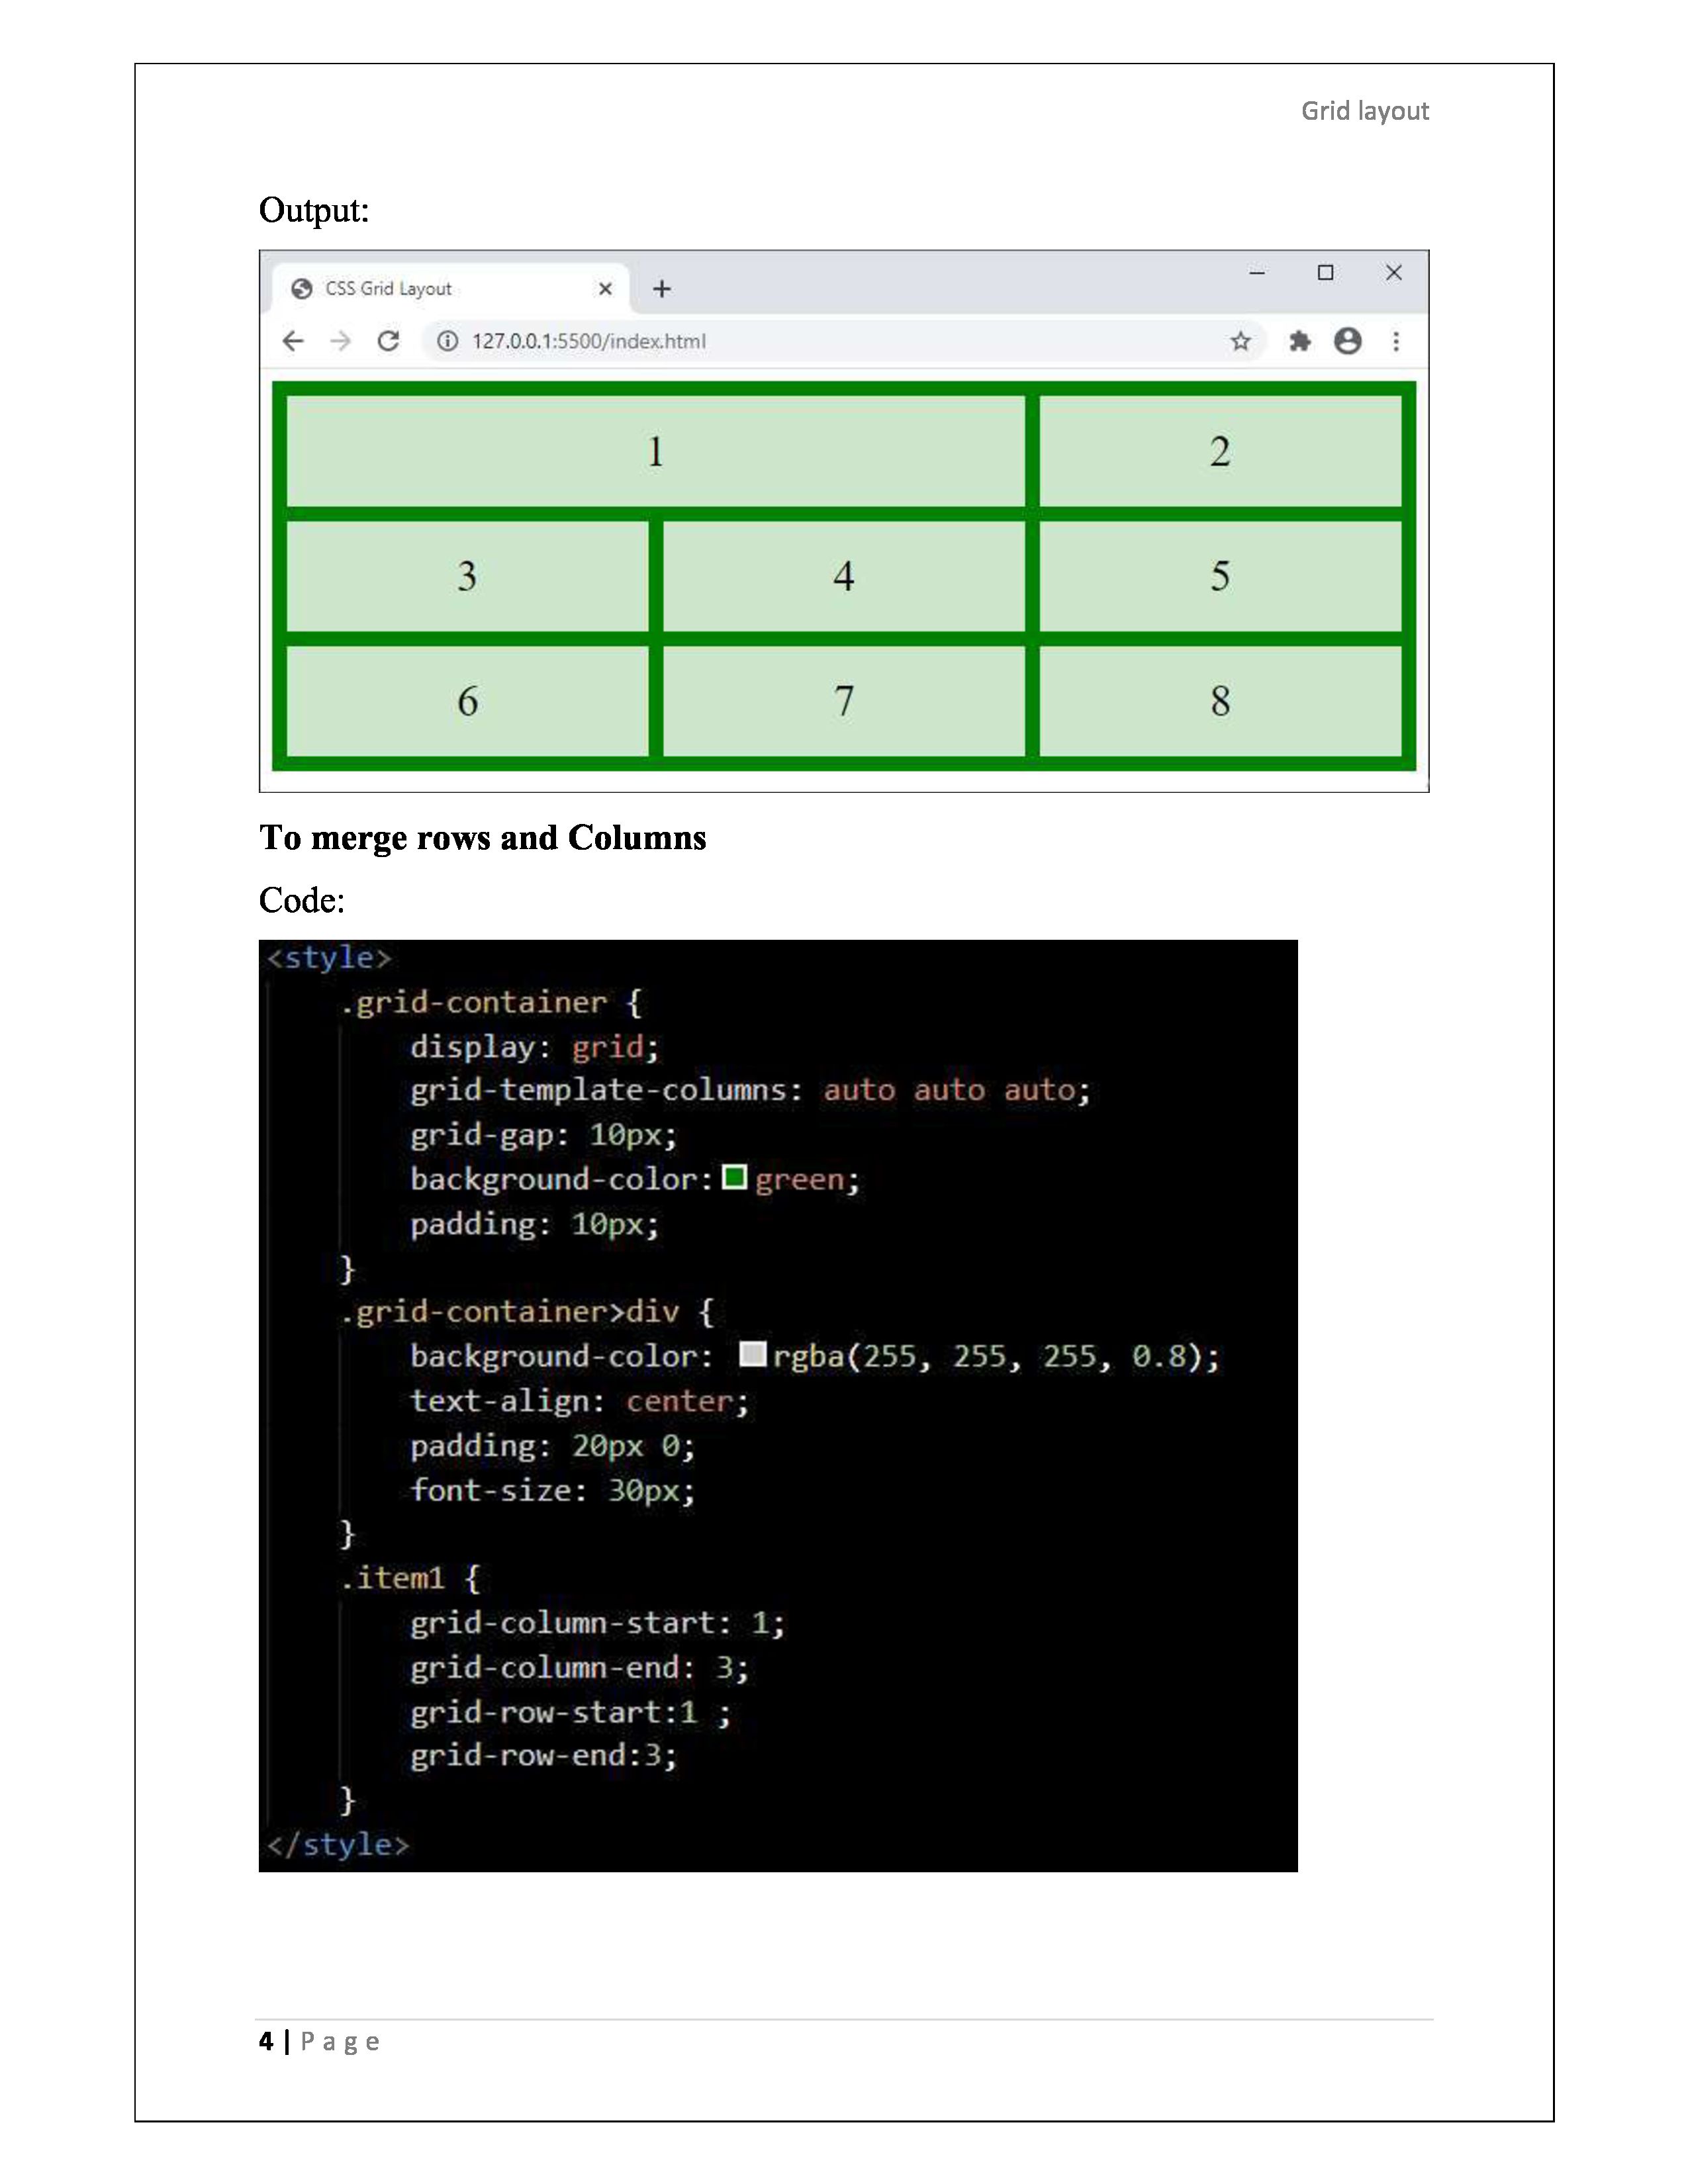 Grid layout
Output:
CSS Grid Layout
127.0.0.1:5500/index.html
1 2
3 4 5
6 7 8
To merge rows and Columns
Code:
<style>
.grid-container {
display: grid;
grid-template-columns: auto auto auto;
grid-gap: 10px;
background-color: green;
padding: 10px;
}
.grid-container>div {
background-color: rgba(255, 255, 255, 0.8);
text-align: center;
padding: 20px 0;
font-size: 30px;
}
.item1 {
grid-column-start: 1;
grid-column-end: 3;
grid-row-start:1 ;
grid-row-end:3;
}
</style>
4 | Page